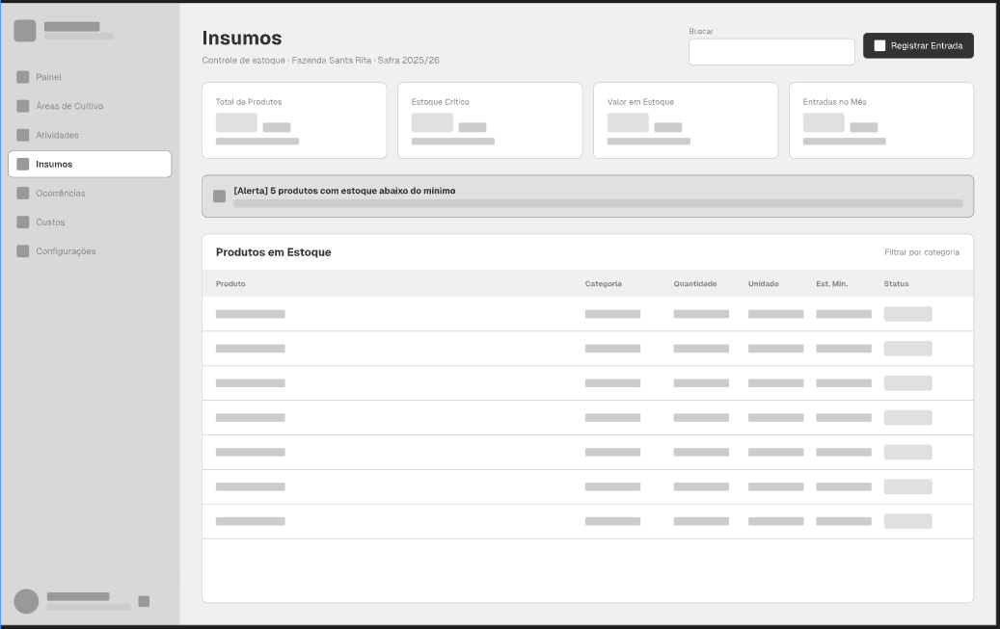 Painel
Áreas de Cultivo
Atividades
Insumos
Ocorrências
Custos
Configurações
Insumos
Controle de estoque · Fazenda Santa Rita · Safra 2025/26
Buscar
Registrar Entrada
Total de Produtos
Estoque Crítico
Valor em Estoque
Entradas no Mês
[Alerta] 5 produtos com estoque abaixo do mínimo
Produtos em Estoque
Filtrar por categoria
Produto Categoria Quantidade Unidade Est. Mín. Status